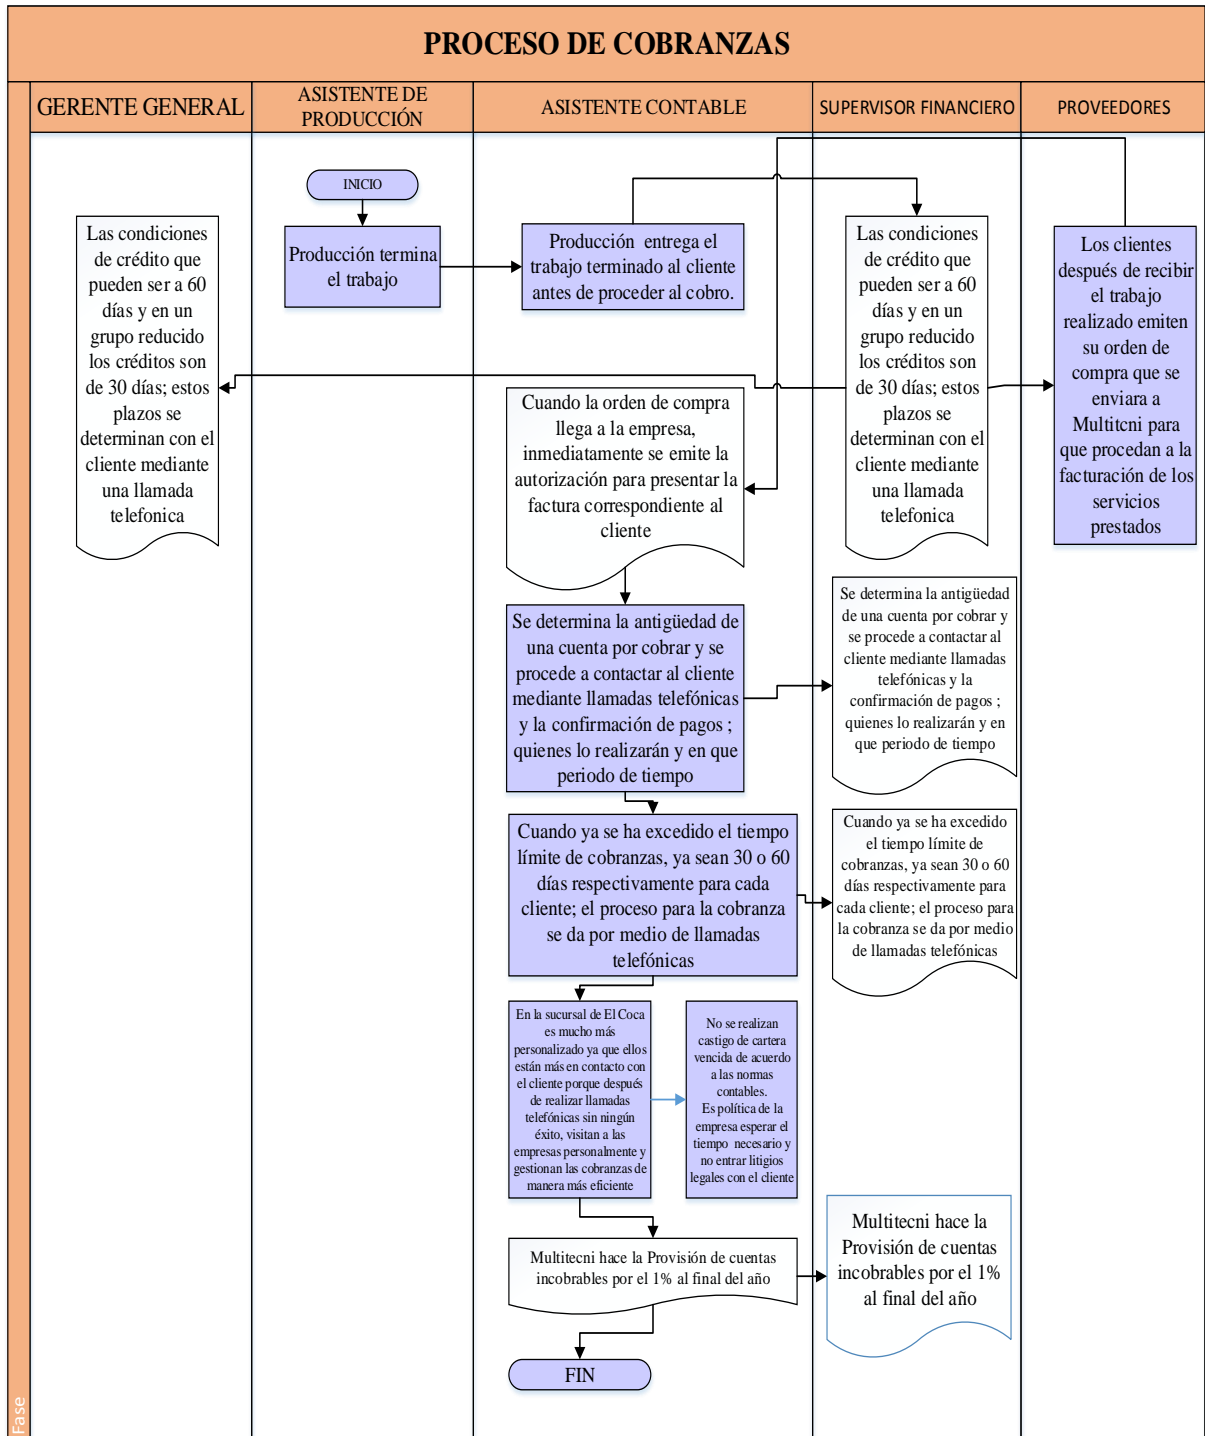 PROCESO DE COBRANZAS
GERENTE GENERAL
ASISTENTE DE
PRODUCCIÓN
ASISTENTE CONTABLE
SUPERVISOR FINANCIERO
PROVEEDORES
INICIO
Las condiciones
de crédito que
pueden ser a 60
días y en un
grupo reducido
los créditos son
de 30 días; estos
plazos se
determinan con el
cliente mediante
una llamada
telefonica
Producción termina
el trabajo
Producción entrega el
trabajo terminado al cliente
antes de proceder al cobro.
Las condiciones
de crédito que
pueden ser a 60
días y en un
grupo reducido
los créditos son
de 30 días; estos
plazos se
determinan con el
cliente mediante
una llamada
telefonica
Los clientes
después de recibir
el trabajo
realizado emiten
su orden de
compra que se
enviara a
Multitcni para
que procedan a la
facturación de los
servicios
prestados
Cuando la orden de compra
llega a la empresa,
inmediatamente se emite la
autorización para presentar la
factura correspondiente al
cliente
Se determina la antigüedad de
una cuenta por cobrar y se
procede a contactar al cliente
mediante llamadas telefónicas
y la confirmación de pagos ;
quienes lo realizarán y en que
periodo de tiempo
Se determina la antigüedad
de una cuenta por cobrar y
se procede a contactar al
cliente mediante llamadas
telefónicas y la
confirmación de pagos ;
quienes lo realizarán y en
que periodo de tiempo
Cuando ya se ha excedido el tiempo
límite de cobranzas, ya sean 30 o 60
días respectivamente para cada
cliente; el proceso para la cobranza
se da por medio de llamadas
telefónicas
Cuando ya se ha excedido
el tiempo límite de
cobranzas, ya sean 30 o 60
días respectivamente para
cada cliente; el proceso para
la cobranza se da por medio
de llamadas telefónicas
En la sucursal de El Coca
es mucho más
personalizado ya que ellos
están más en contacto con
el cliente porque después
de realizar llamadas
telefónicas sin ningún
éxito, visitan a las
empresas personalmente y
gestionan las cobranzas de
manera más eficiente
No se realizan
castigo de cartera
vencida de acuerdo
a las normas
contables.
Es política de la
empresa esperar el
tiempo necesario y
no entrar litigios
legales con el cliente
Multitecni hace la Provisión de cuentas
incobrables por el 1% al final del año
Multitecni hace la
Provisión de cuentas
incobrables por el 1%
al final del año
FIN
Fase